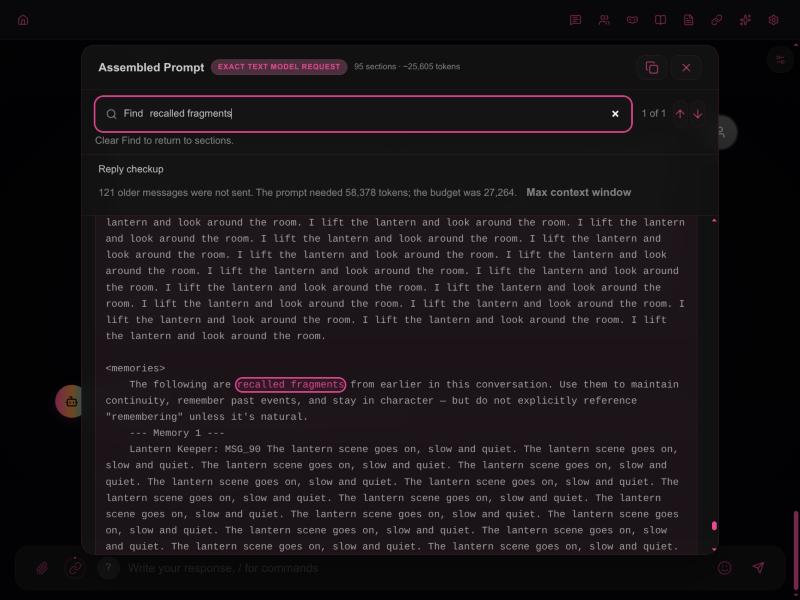 Assembled Prompt EXACT TEXT MODEL REQUEST 95 sections · ~25,605 tokens
Find recalled fragments 1 of 1
Clear Find to return to sections.
Reply checkup
121 older messages were not sent. The prompt needed 58,378 tokens; the budget was 27,264. Max context window
lantern and look around the room. I lift the lantern and look around the room. I lift the lantern
and look around the room. I lift the lantern and look around the room. I lift the lantern and
look around the room. I lift the lantern and look around the room. I lift the lantern and look
around the room. I lift the lantern and look around the room. I lift the lantern and look around
the room. I lift the lantern and look around the room. I lift the lantern and look around the
room. I lift the lantern and look around the room. I lift the lantern and look around the room. I
lift the lantern and look around the room. I lift the lantern and look around the room. I lift
the lantern and look around the room.
<memories>
The following are recalled fragments from earlier in this conversation. Use them to maintain
continuity, remember past events, and stay in character — but do not explicitly reference
"remembering" unless it's natural.
--- Memory 1 ---
Lantern Keeper: MSG_90 The lantern scene goes on, slow and quiet. The lantern scene goes on,
slow and quiet. The lantern scene goes on, slow and quiet. The lantern scene goes on, slow and
quiet. The lantern scene goes on, slow and quiet. The lantern scene goes on, slow and quiet. The
lantern scene goes on, slow and quiet. The lantern scene goes on, slow and quiet. The lantern
scene goes on, slow and quiet. The lantern scene goes on, slow and quiet. The lantern scene goes
on, slow and quiet. The lantern scene goes on, slow and quiet. The lantern scene goes on, slow
and quiet. The lantern scene goes on, slow and quiet. The lantern scene goes on, slow and quiet.
? Write your response, / for commands